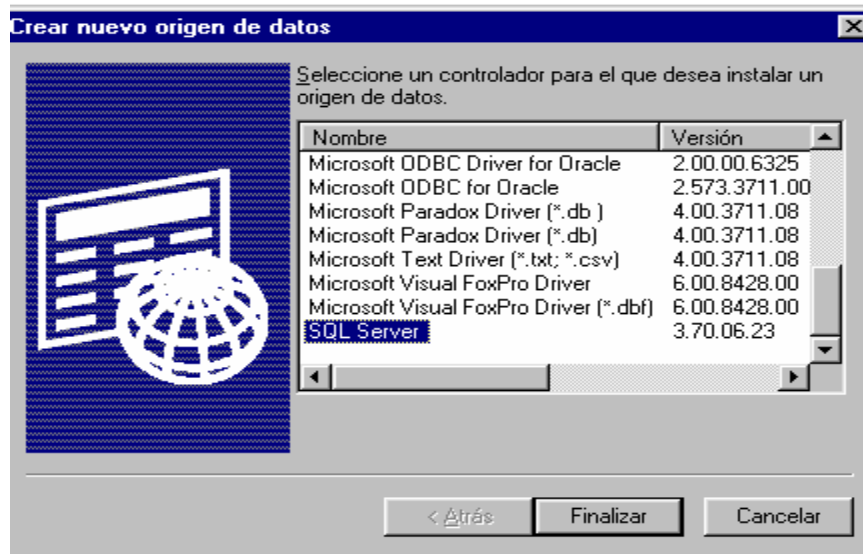 Crear nuevo origen de datos
Seleccione un controlador para el que desea instalar un
origen de datos.
Nombre Versión
Microsoft ODBC Driver for Oracle 2.00.00.6325
Microsoft ODBC for Oracle 2.573.3711.00
Microsoft Paradox Driver (*.db ) 4.00.3711.08
Microsoft Paradox Driver (*.db) 4.00.3711.08
Microsoft Text Driver (*.txt; *.csv) 4.00.3711.08
Microsoft Visual FoxPro Driver 6.00.8428.00
Microsoft Visual FoxPro Driver (*.dbf) 6.00.8428.00
SQL Server 3.70.06.23
< Atrás Finalizar Cancelar